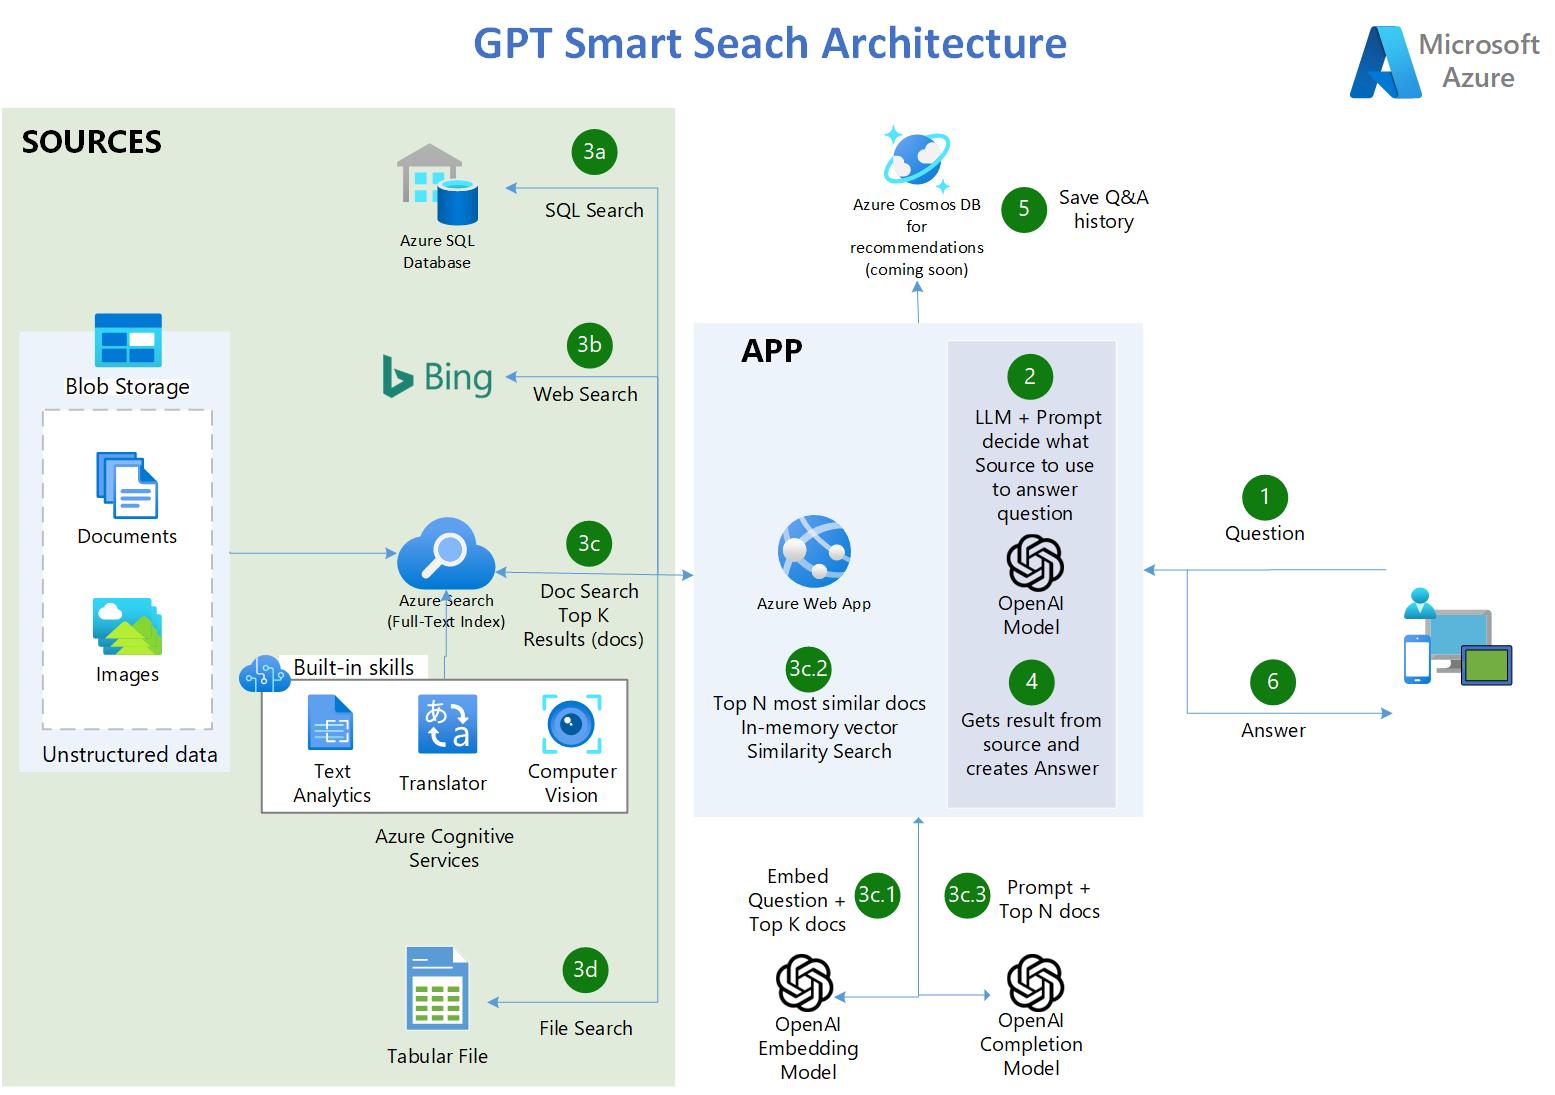 GPT Smart Seach Architecture
Microsoft
Azure
SOURCES
3a
SQL Search
Azure SQL
Database
Azure Cosmos DB
for
recommendations
(coming soon)
5
Save Q&A
history
Blob Storage
Documents
Images
Unstructured data
Bing
3b
Web Search
Azure Search
(Full-Text Index)
3c
Doc Search
Top K
Results (docs)
Built-in skills
Text
Analytics
あ
a
Translator
Computer
Vision
Azure Cognitive
Services
3d
File Search
Tabular File
APP
2
LLM + Prompt
decide what
Source to use
to answer
question
OpenAI
Model
Azure Web App
3c.2
Top N most similar docs
In-memory vector
Similarity Search
4
Gets result from
source and
creates Answer
1
Question
6
Answer
Embed
Question +
Top K docs
3c.1
3c.3
Prompt +
Top N docs
OpenAI
Embedding
Model
OpenAI
Completion
Model